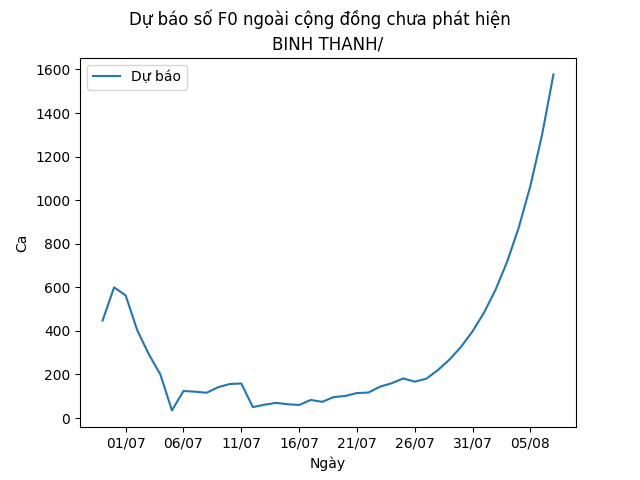 Dự báo số F0 ngoài cộng đồng chưa phát hiện
BINH THANH/
Dự báo
1600
1400
1200
1000
800
600
400
200
0
Ca
01/07 06/07 11/07 16/07 21/07 26/07 31/07 05/08
Ngày